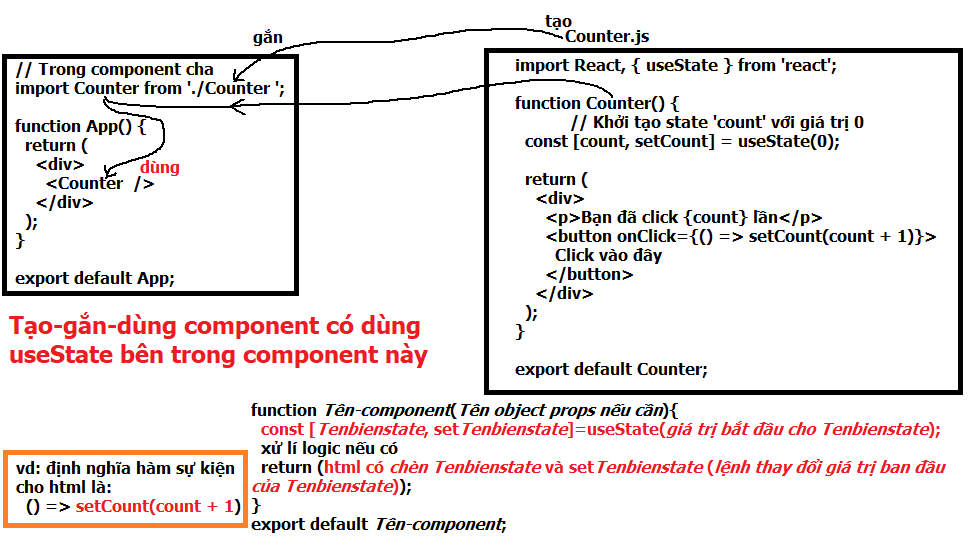 gắn
tạo
Counter.js
// Trong component cha
import Counter from './Counter ';
function App() {
return (
<div>
<Counter />
</div>
);
}
export default App;
dùng
import React, { useState } from 'react';
function Counter() {
// Khởi tạo state 'count' với giá trị 0
const [count, setCount] = useState(0);
return (
<div>
<p>Bạn đã click {count} lần</p>
<button onClick={() => setCount(count + 1)}>
Click vào đây
</button>
</div>
);
}
export default Counter;
Tạo-gắn-dùng component có dùng
useState bên trong component này
function Tên-component(Tên object props nếu cần){
const [Tenbienstate, setTenbienstate]=useState(giá trị bắt đầu cho Tenbienstate);
xử lí logic nếu có
return (html có chèn Tenbienstate và setTenbienstate (lệnh thay đổi giá trị ban đầu
của Tenbienstate));
}
export default Tên-component;
vd: định nghĩa hàm sự kiện
cho html là:
() => setCount(count + 1)